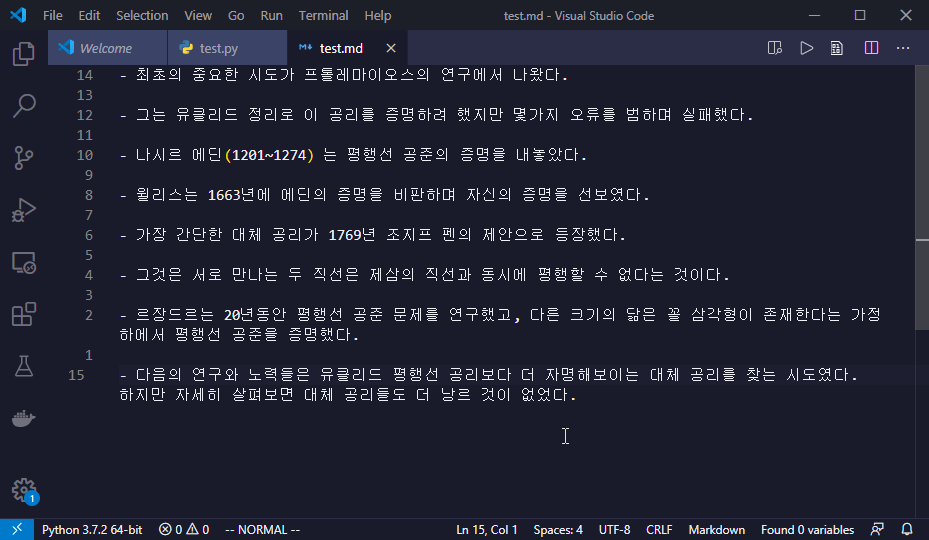 File Edit Selection View Go Run Terminal Help test.md - Visual Studio Code
Welcome test.py test.md
14 - 최초의 중요한 시도가 프톨레마이오스의 연구에서 나왔다.
13
12 - 그는 유클리드 정리로 이 공리를 증명하려 했지만 몇가지 오류를 범하며 실패했다.
11
10 - 나시르 에딘(1201~1274) 는 평행선 공준의 증명을 내놓았다.
9
8 - 윌리스는 1663년에 에딘의 증명을 비판하며 자신의 증명을 선보였다.
7
6 - 가장 간단한 대체 공리가 1769년 조지프 펜의 제안으로 등장했다.
5
4 - 그것은 서로 만나는 두 직선은 제삼의 직선과 동시에 평행할 수 없다는 것이다.
3
2 - 르장드르는 20년동안 평행선 공준 문제를 연구했고, 다른 크기의 닮은 꼴 삼각형이 존재한다는 가정
하에서 평행선 공준을 증명했다.
1
15 - 다음의 연구와 노력들은 유클리드 평행선 공리보다 더 자명해보이는 대체 공리를 찾는 시도였다.
하지만 자세히 살펴보면 대체 공리들도 더 낭르 것이 없었다.
1
Python 3.7.2 64-bit 0 0 -- NORMAL -- Ln 15, Col 1 Spaces: 4 UTF-8 CRLF Markdown Found 0 variables